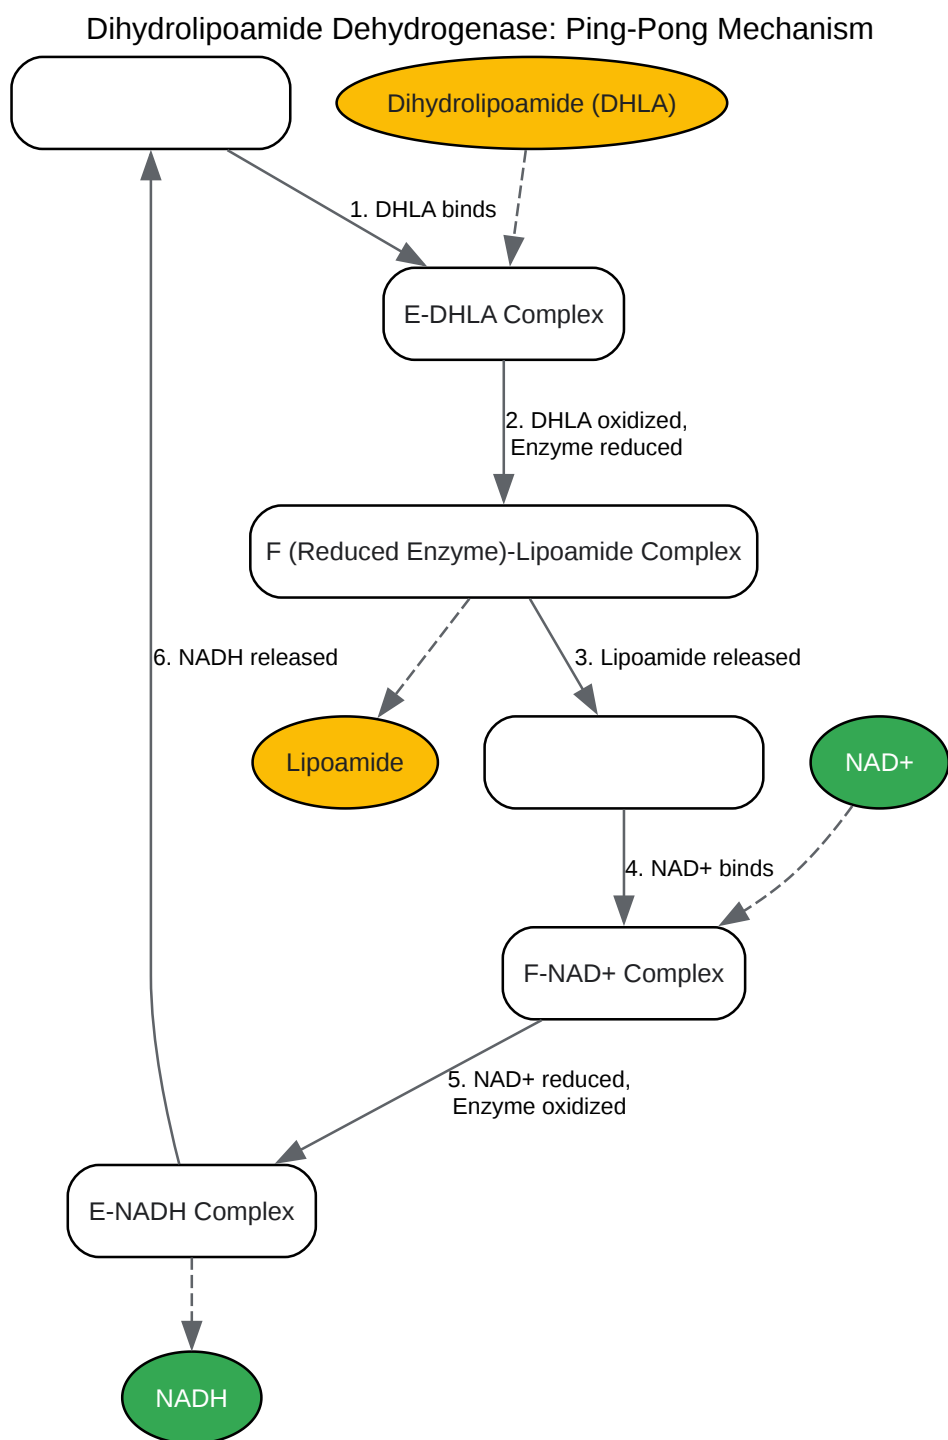 Dihydrolipoamide Dehydrogenase: Ping-Pong Mechanism
Dihydrolipoamide (DHLA)
1. DHLA binds
E-DHLA Complex
2. DHLA oxidized,
Enzyme reduced
F (Reduced Enzyme)-Lipoamide Complex
6. NADH released
3. Lipoamide released
Lipoamide
NAD+
4. NAD+ binds
F-NAD+ Complex
5. NAD+ reduced,
Enzyme oxidized
E-NADH Complex
NADH